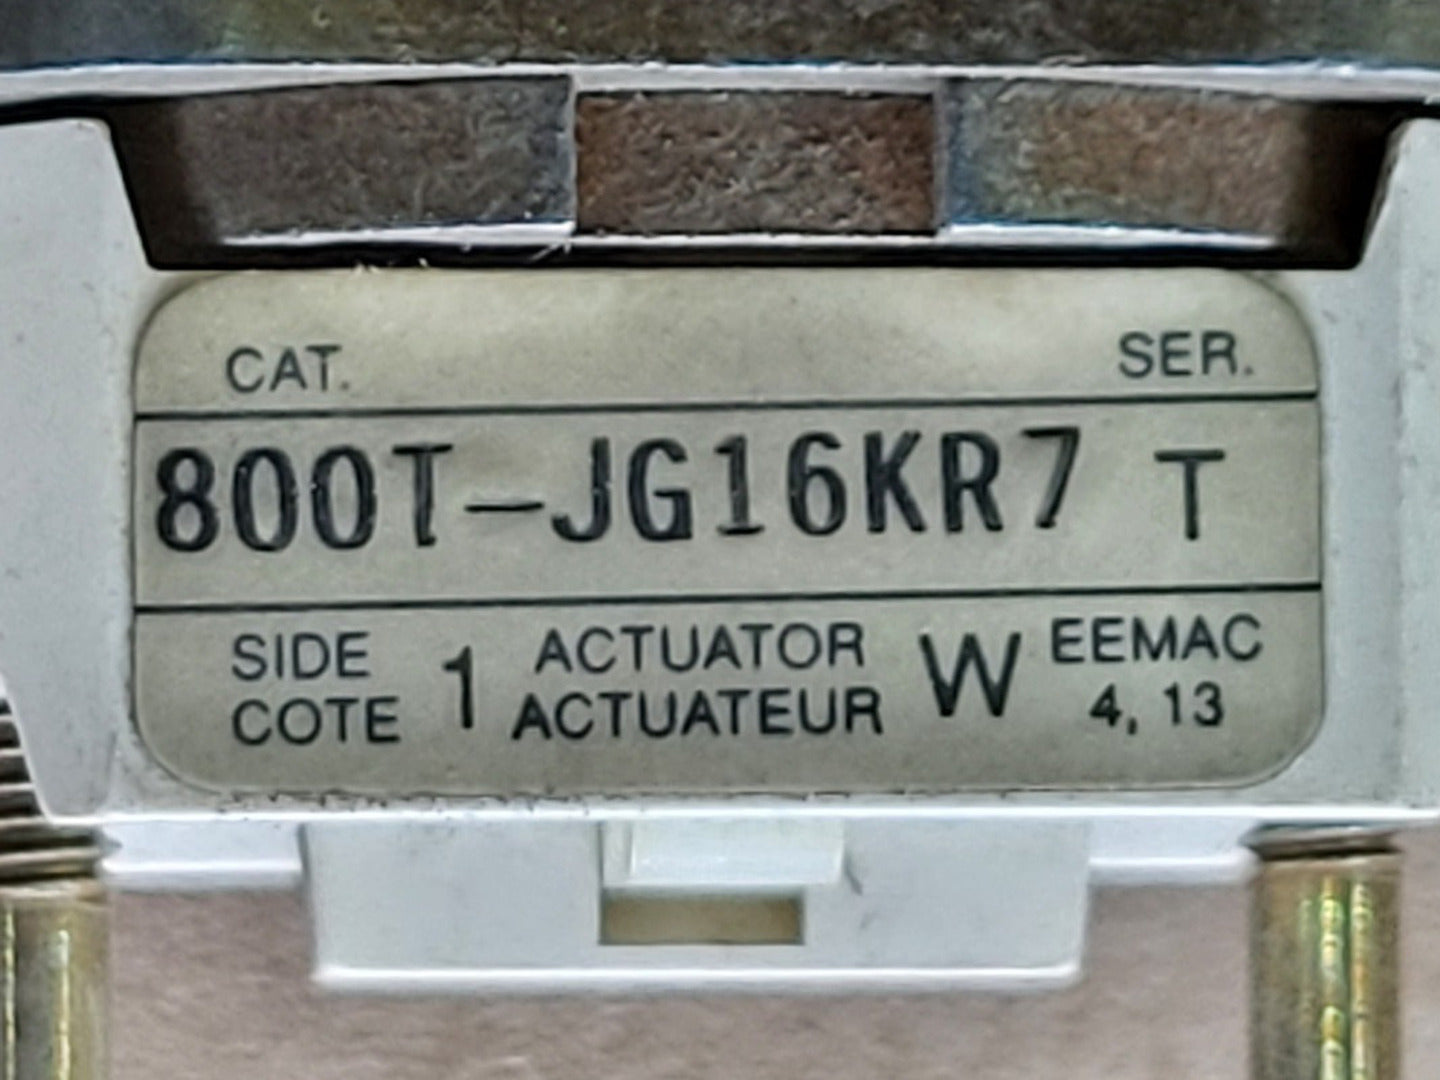 CAT. SER.
800T-JG16KR7 T
SIDE 1 ACTUATOR W EEMAC
COTE ACTUATEUR 4, 13